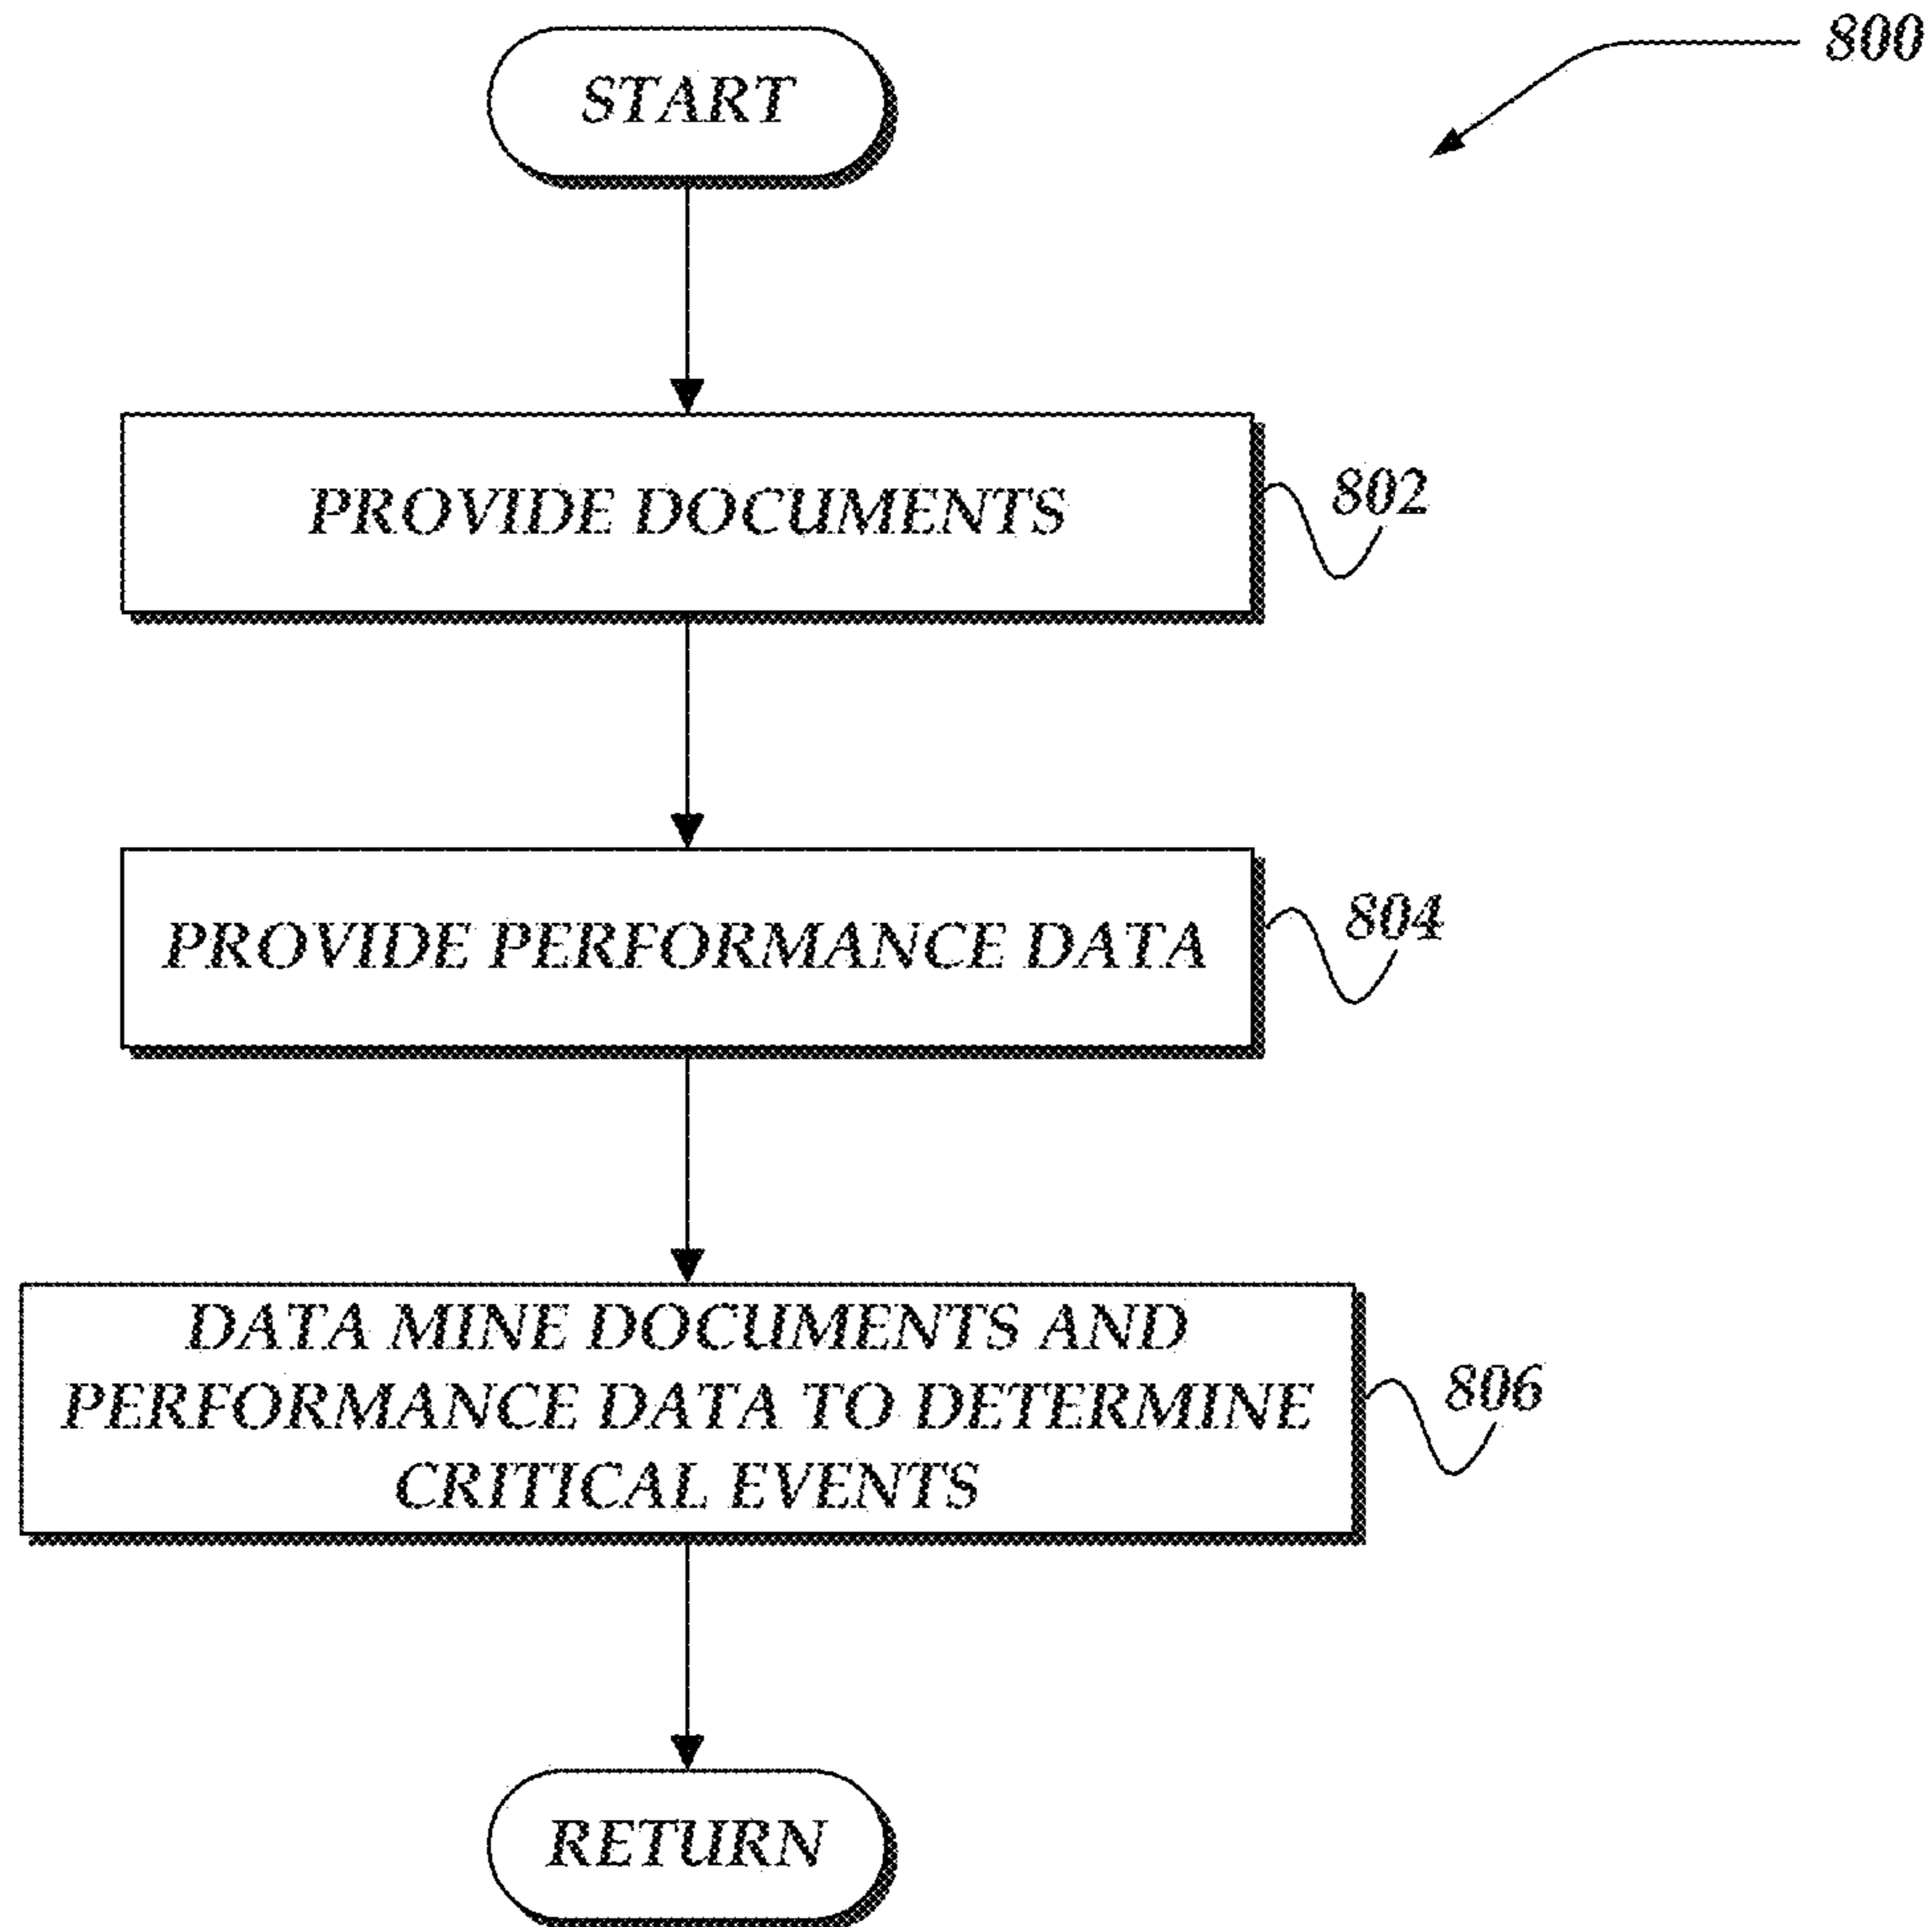 800
START
PROVIDE DOCUMENTS
802
PROVIDE PERFORMANCE DATA
804
DATA MINE DOCUMENTS AND
PERFORMANCE DATA TO DETERMINE
CRITICAL EVENTS
806
RETURN